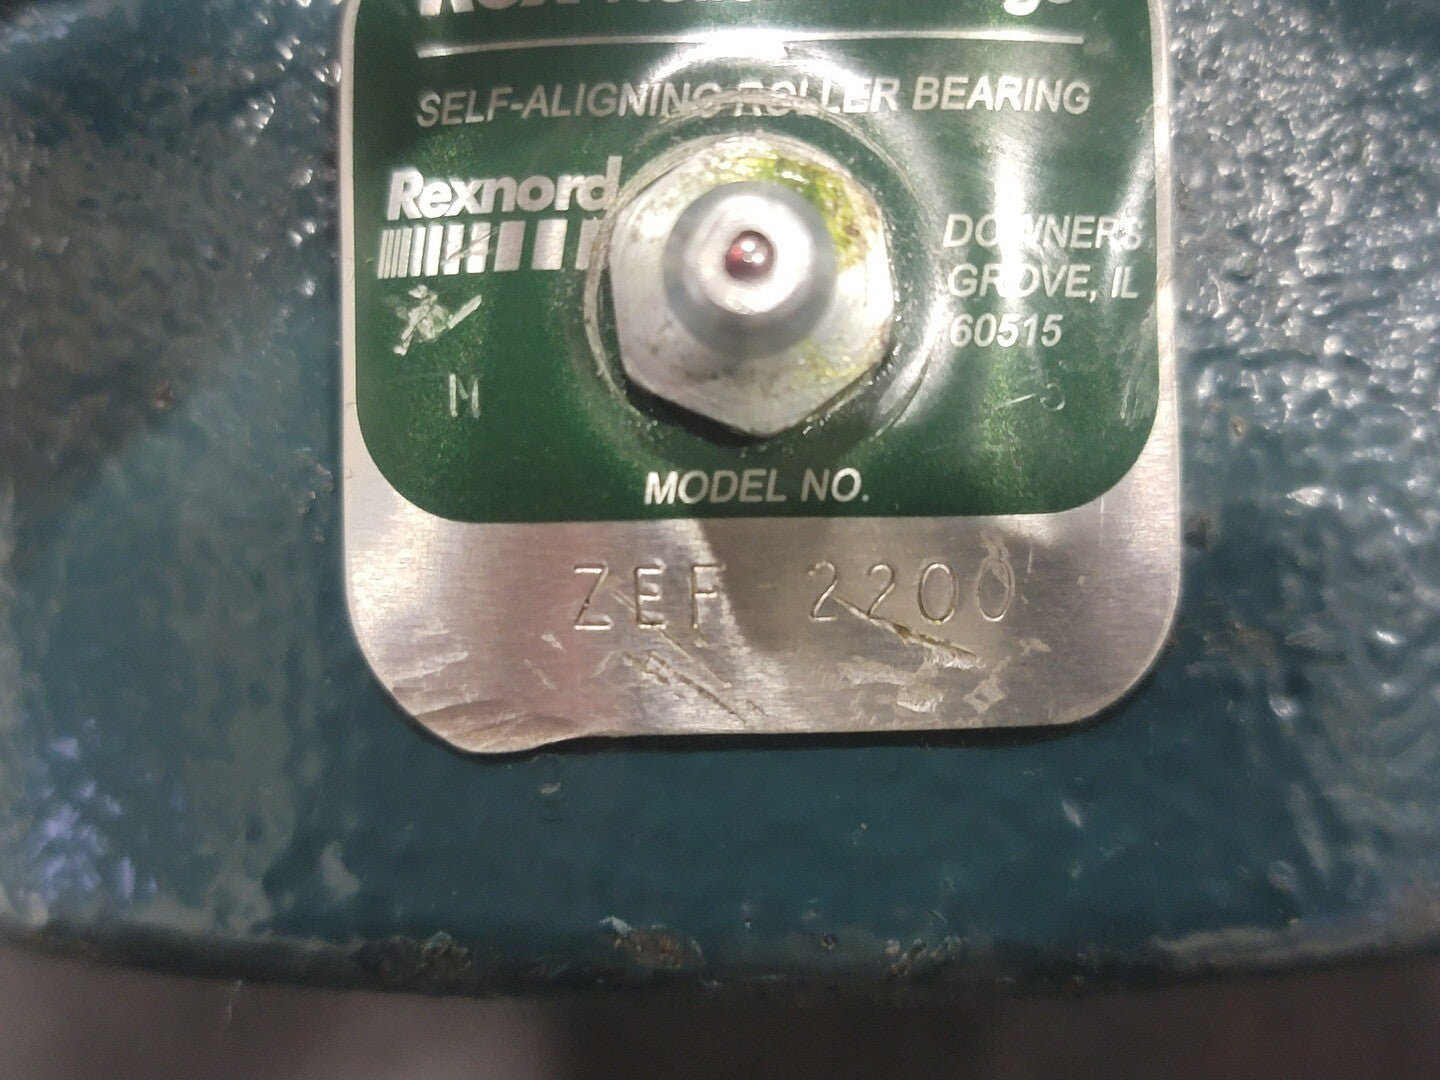 SELF-ALIGNING ROLLER BEARING
Rexnord
DOWNERS
GROVE, IL
60515
M
MODEL NO.
ZEF 2200